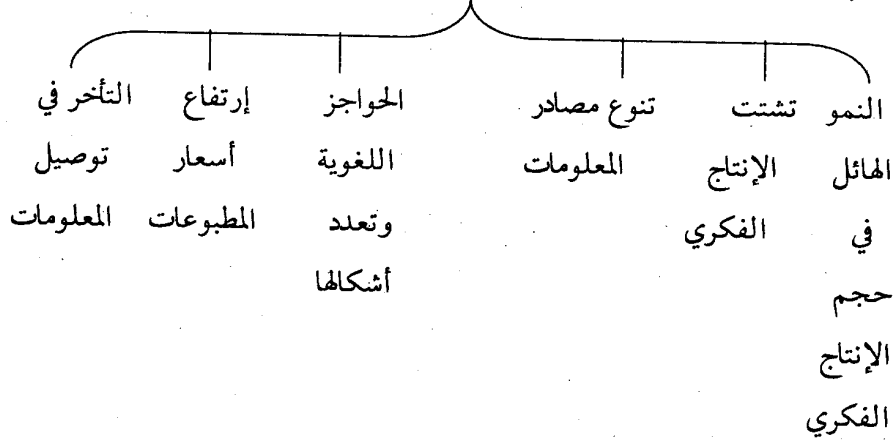 النمو الهائل في حجم الإنتاج الفكري
تشتت الإنتاج الفكري
تنوع مصادر المعلومات
الحواجز اللغوية وتعدد أشكالها
إرتفاع أسعار المطبوعات
التأخر في توصيل المعلومات